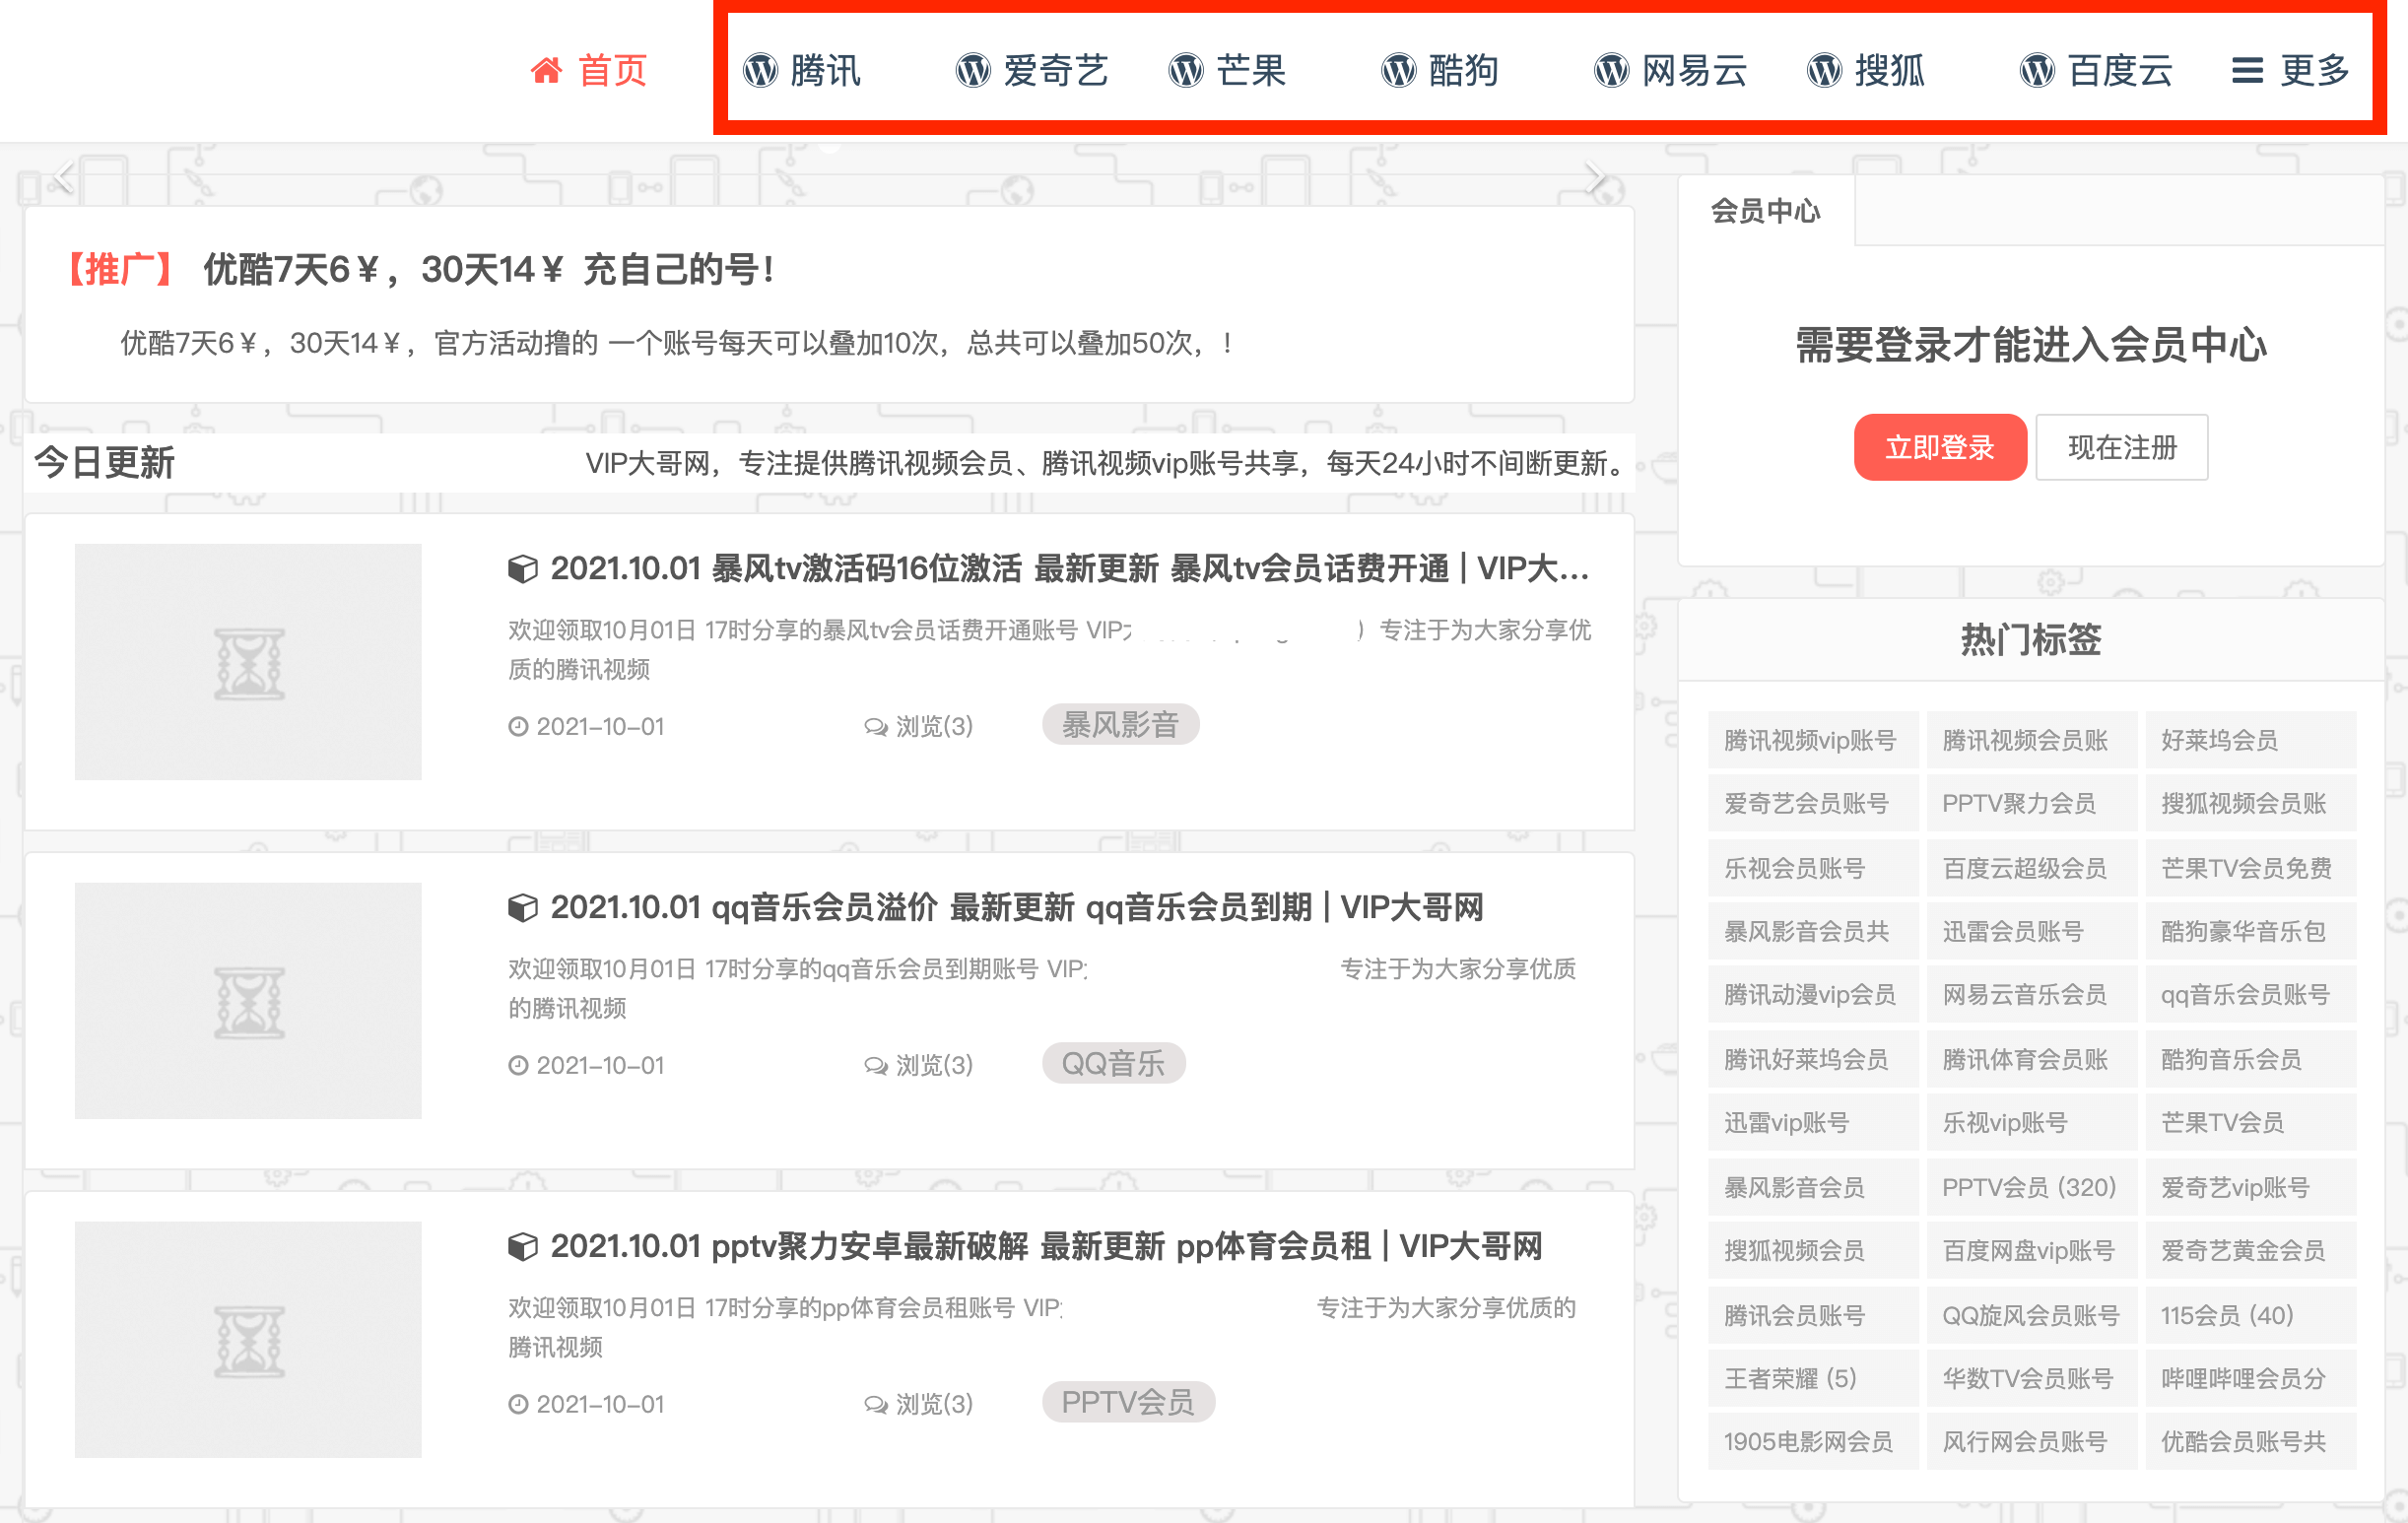 首页
腾讯
爱奇艺
芒果
酷狗
网易云
搜狐
百度云
更多
【推广】 优酷7天6￥，30天14￥ 充自己的号！
优酷7天6￥，30天14￥，官方活动撸的 一个账号每天可以叠加10次，总共可以叠加50次，！
今日更新
VIP大哥网，专注提供腾讯视频会员、腾讯视频vip账号共享，每天24小时不间断更新。
2021.10.01 暴风tv激活码16位激活 最新更新 暴风tv会员话费开通 | VIP大...
欢迎领取10月01日 17时分享的暴风tv会员话费开通账号 VIP ）专注于为大家分享优
质的腾讯视频
2021-10-01
浏览(3)
暴风影音
2021.10.01 qq音乐会员溢价 最新更新 qq音乐会员到期 | VIP大哥网
欢迎领取10月01日 17时分享的qq音乐会员到期账号 VIP 专注于为大家分享优质
的腾讯视频
2021-10-01
浏览(3)
QQ音乐
2021.10.01 pptv聚力安卓最新破解 最新更新 pp体育会员租 | VIP大哥网
欢迎领取10月01日 17时分享的pp体育会员租账号 VIP 专注于为大家分享优质的
腾讯视频
2021-10-01
浏览(3)
PPTV会员
会员中心
需要登录才能进入会员中心
立即登录
现在注册
热门标签
腾讯视频vip账号
腾讯视频会员账
好莱坞会员
爱奇艺会员账号
PPTV聚力会员
搜狐视频会员账
乐视会员账号
百度云超级会员
芒果TV会员免费
暴风影音会员共
迅雷会员账号
酷狗豪华音乐包
腾讯动漫vip会员
网易云音乐会员
qq音乐会员账号
腾讯好莱坞会员
腾讯体育会员账
酷狗音乐会员
迅雷vip账号
乐视vip账号
芒果TV会员
暴风影音会员
PPTV会员 (320)
爱奇艺vip账号
搜狐视频会员
百度网盘vip账号
爱奇艺黄金会员
腾讯会员账号
QQ旋风会员账号
115会员 (40)
王者荣耀 (5)
华数TV会员账号
哔哩哔哩会员分
1905电影网会员
风行网会员账号
优酷会员账号共